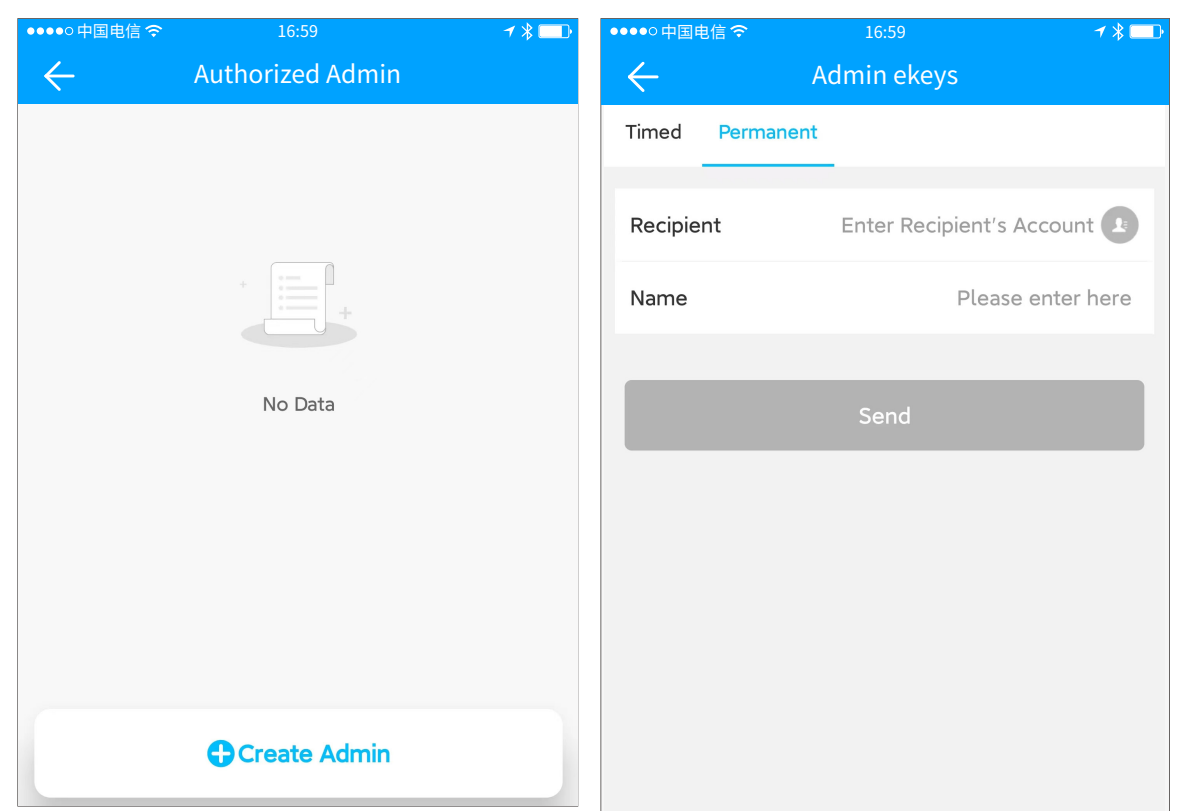 中国电信
16:59
Authorized Admin
No Data
Create Admin
中国电信
16:59
Admin ekeys
Timed
Permanent
Recipient
Enter Recipient's Account
Name
Please enter here
Send